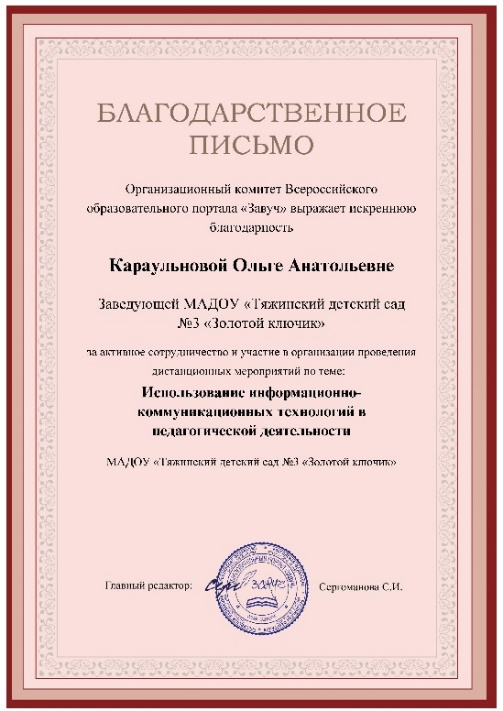 БЛАГОДАРСТВЕННОЕ
ПИСЬМО
Организационный комитет Всероссийского
образовательного портала «Завуч» выражает искреннюю
благодарность
Караульновой Ольге Анатольевне
Заведующей МАДОУ «Тяжинский детский сад
№3 «Золотой ключик»
за активное сотрудничество и участие в организации проведения
дистанционных мероприятий по теме:
Использование информационно-
коммуникационных технологий в
педагогической деятельности
МАДОУ «Тяжинский детский сад №3 «Золотой ключик»
Главный редактор:
Завуч
Сергоманова С.И.